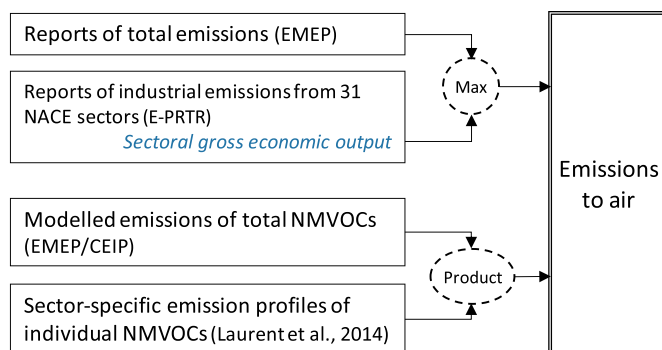 Reports of total emissions (EMEP)
Reports of industrial emissions from 31
NACE sectors (E-PRTR)
Sectoral gross economic output
Max
Emissions
to air
Modelled emissions of total NMVOCs
(EMEP/CEIP)
Product
Sector-specific emission profiles of
individual NMVOCs (Laurent et al., 2014)